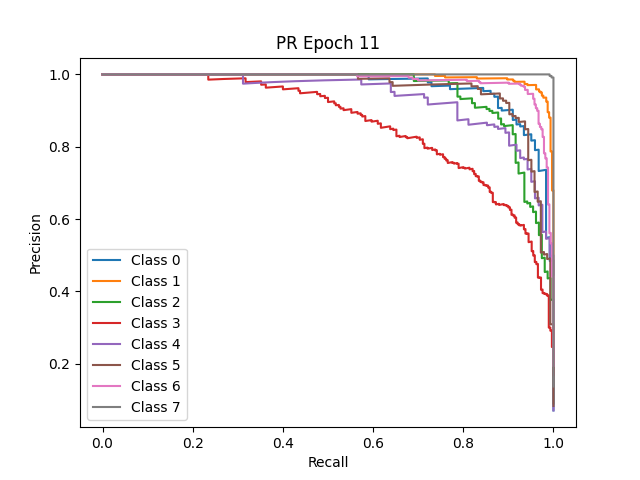 PR Epoch 11
Precision
1.0
0.8
0.6
0.4
0.2
Class 0
Class 1
Class 2
Class 3
Class 4
Class 5
Class 6
Class 7
0.0 0.2 0.4 0.6 0.8 1.0
Recall